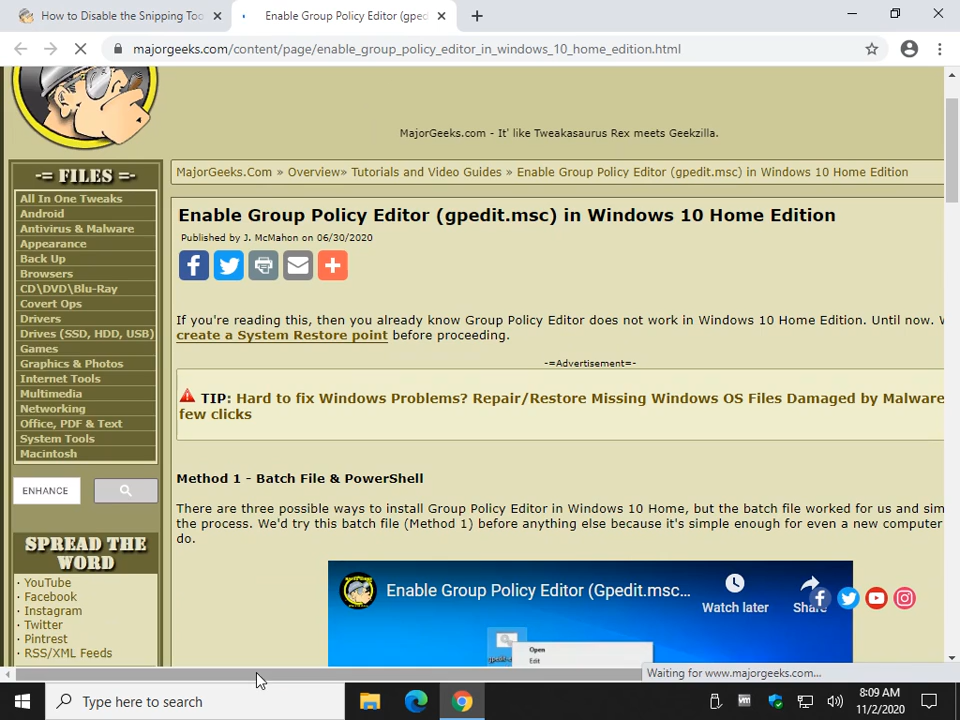 How to Disable the Snipping Too
Enable Group Policy Editor (gped
majorgeeks.com/content/page/enable_group_policy_editor_in_windows_10_home_edition.html
MajorGeeks.com - It' like Tweakasaurus Rex meets Geekzilla.
-= FILES =-
All In One Tweaks
Android
Antivirus & Malware
Appearance
Back Up
Browsers
CD\DVD\Blu-Ray
Covert Ops
Drivers
Drives (SSD, HDD, USB)
Games
Graphics & Photos
Internet Tools
Multimedia
Networking
Office, PDF & Text
System Tools
Macintosh
ENHANCE
SPREAD THE
WORD
· YouTube
· Facebook
· Instagram
· Twitter
· Pintrest
· RSS/XML Feeds
MajorGeeks.Com » Overview» Tutorials and Video Guides » Enable Group Policy Editor (gpedit.msc) in Windows 10 Home Edition
Enable Group Policy Editor (gpedit.msc) in Windows 10 Home Edition
Published by J. McMahon on 06/30/2020
If you're reading this, then you already know Group Policy Editor does not work in Windows 10 Home Edition. Until now. W
create a System Restore point before proceeding.
-=Advertisement=-
TIP: Hard to fix Windows Problems? Repair/Restore Missing Windows OS Files Damaged by Malware
few clicks
Method 1 - Batch File & PowerShell
There are three possible ways to install Group Policy Editor in Windows 10 Home, but the batch file worked for us and sim
the process. We'd try this batch file (Method 1) before anything else because it's simple enough for even a new computer
do.
Enable Group Policy Editor (Gpedit.msc...
Watch later
Share
Open
Edit
Waiting for www.majorgeeks.com...
Type here to search
vm
8:09 AM
11/2/2020